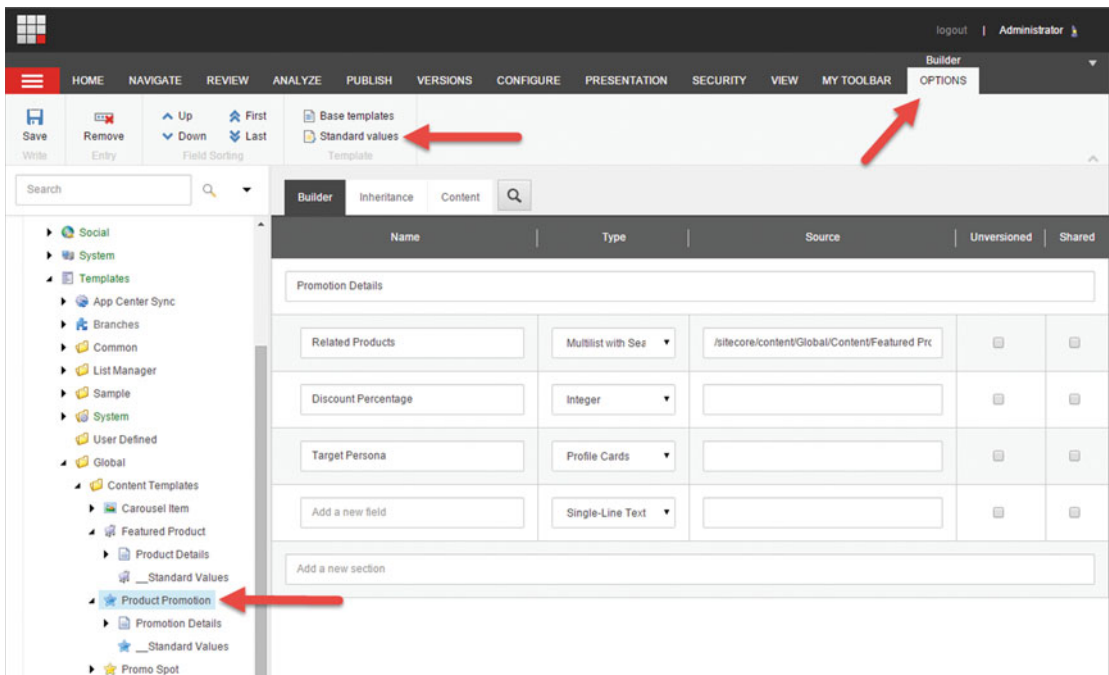 logout | Administrator
Builder
HOME NAVIGATE REVIEW ANALYZE PUBLISH VERSIONS CONFIGURE PRESENTATION SECURITY VIEW MY TOOLBAR OPTIONS
Save Remove Up Down First Last Base templates Standard values
Write Entry Field Sorting Template
Search
Builder Inheritance Content
Social
System
Templates
App Center Sync
Branches
Common
List Manager
Sample
System
User Defined
Global
Content Templates
Carousel Item
Featured Product
Product Details
__Standard Values
Product Promotion
Promotion Details
__Standard Values
Promo Spot
Name Type Source Unversioned Shared
Promotion Details
Related Products Multilist with Sea /sitecore/content/Global/Content/Featured Prc
Discount Percentage Integer
Target Persona Profile Cards
Add a new field Single-Line Text
Add a new section